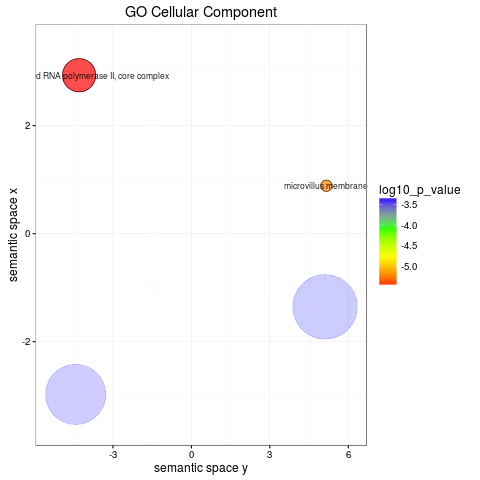 GO Cellular Component
d RNA polymerase II, core complex
microvillus membrane
2
0
-2
-3
0
3
6
semantic space x
semantic space y
log10_p_value
-3.5
-4.0
-4.5
-5.0